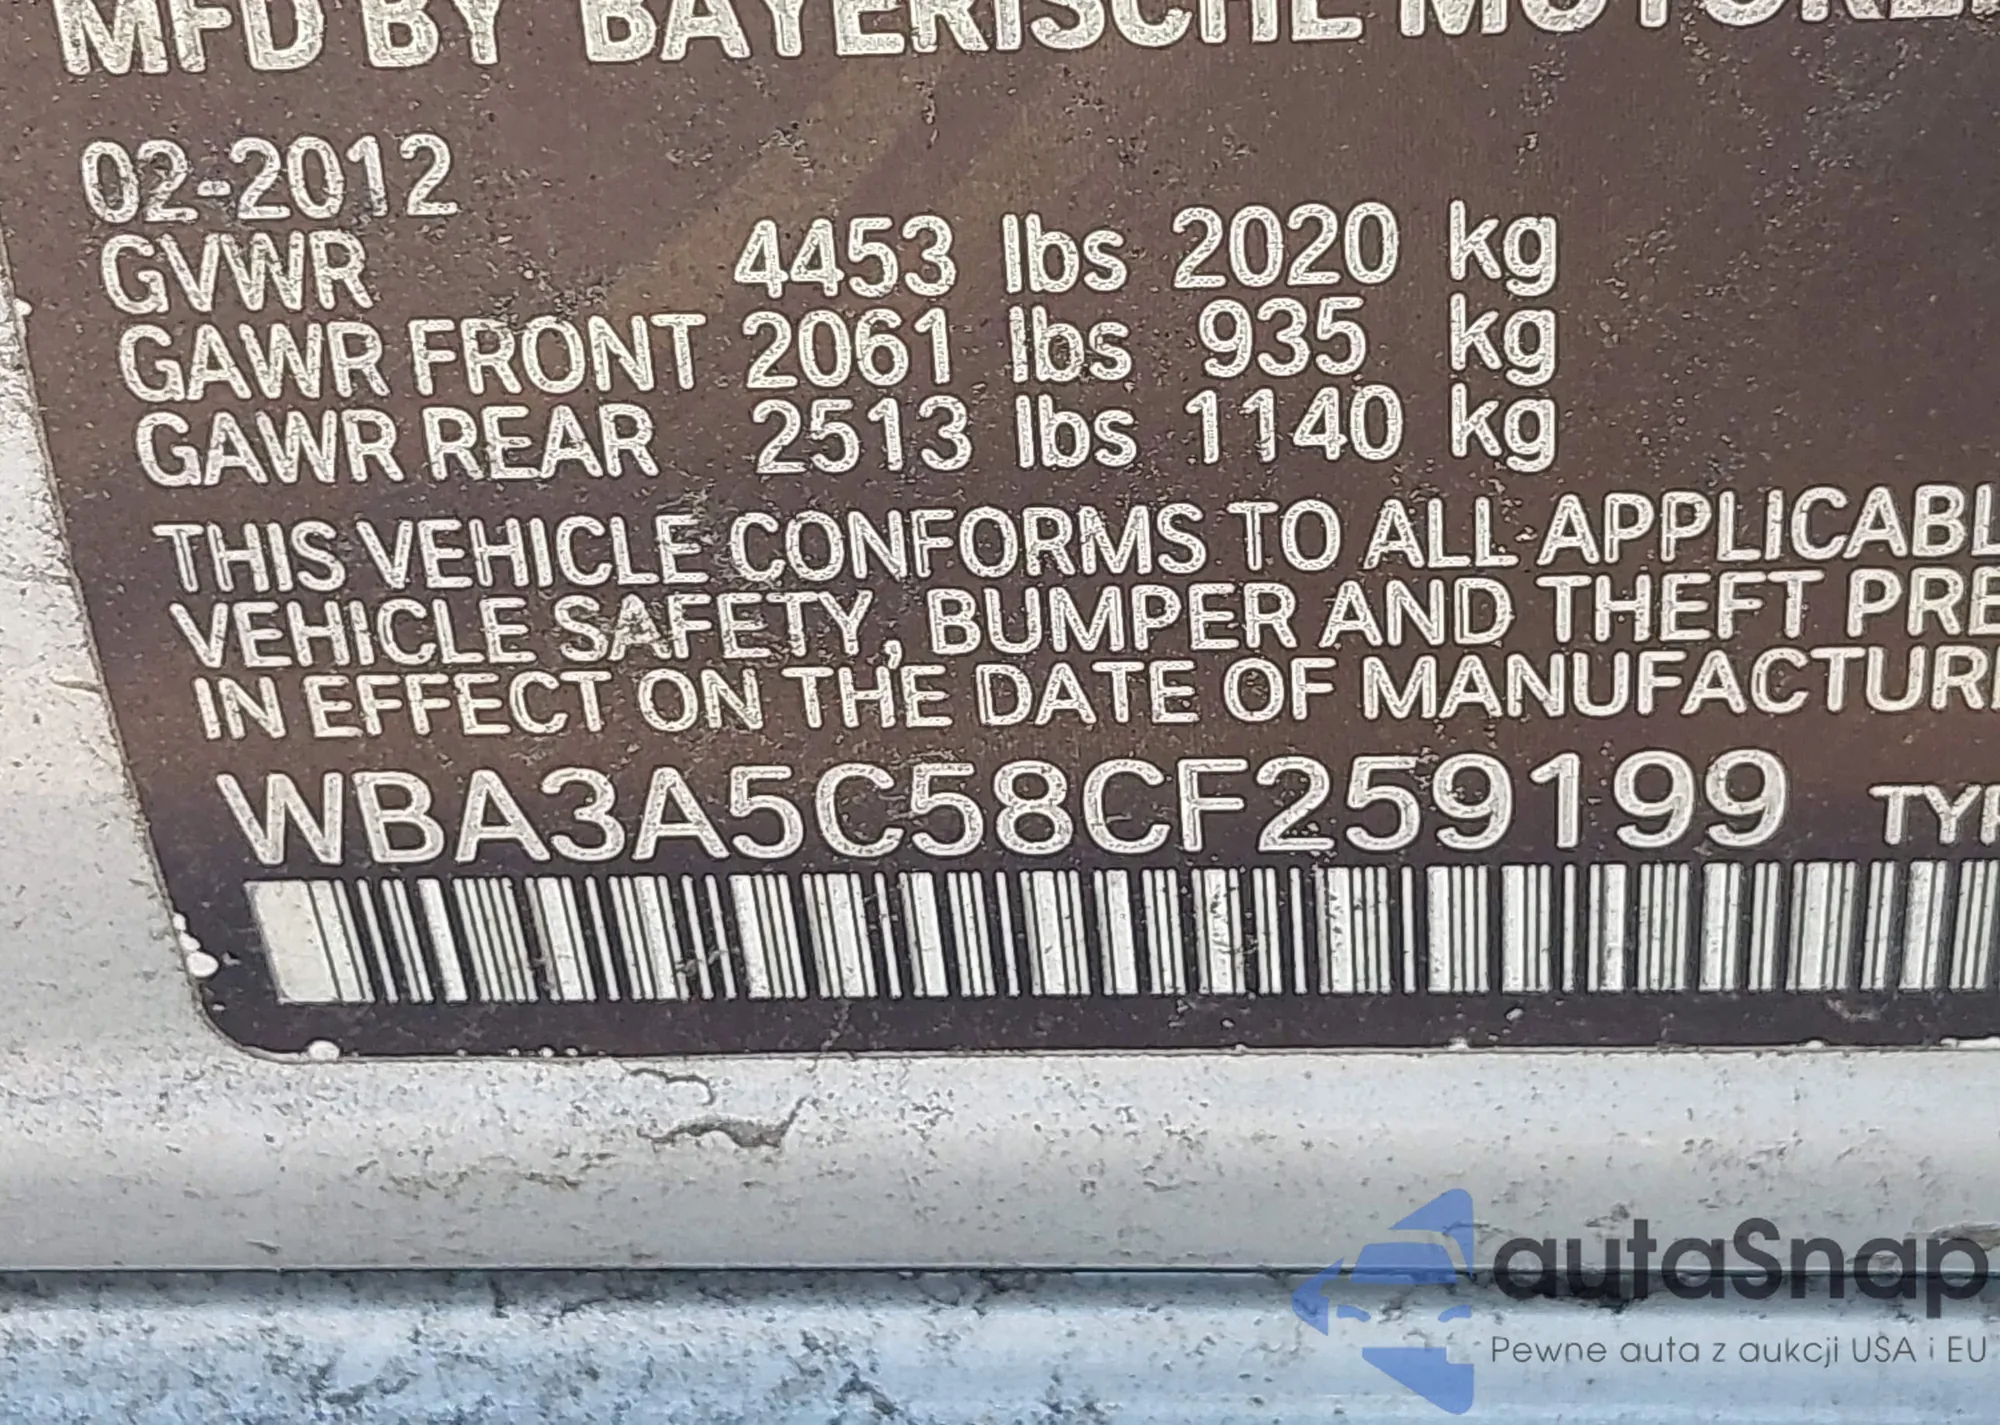 MFD BY BAYERISCHE MOTOREN
02-2012
GVWR 4453 lbs 2020 kg
GAWR FRONT 2061 lbs 935 kg
GAWR REAR 2513 lbs 1140 kg
THIS VEHICLE CONFORMS TO ALL APPLICABL
VEHICLE SAFETY, BUMPER AND THEFT PRE
IN EFFECT ON THE DATE OF MANUFACTUR
WBA3A5C58CF259199 TYP
autaSnap
Pewne auta z aukcji USA i EU